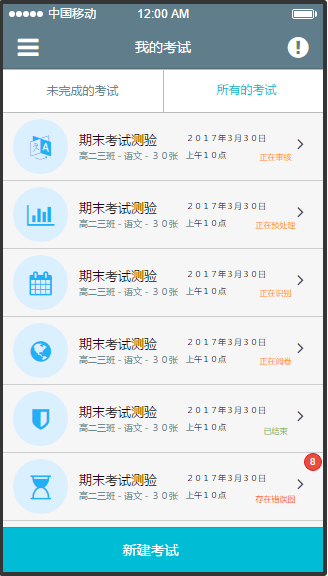 中国移动 12:00 AM
我的考试
未完成的考试 所有的考试
期末考试测验 2017年3月30日
高二三班 - 语文 - 30张 上午10点 正在审核
期末考试测验 2017年3月30日
高二三班 - 语文 - 30张 上午10点 正在预处理
期末考试测验 2017年3月30日
高二三班 - 语文 - 30张 上午10点 正在识别
期末考试测验 2017年3月30日
高二三班 - 语文 - 30张 上午10点 正在阅卷
期末考试测验 2017年3月30日
高二三班 - 语文 - 30张 上午10点 已结束
8
期末考试测验 2017年3月30日
高二三班 - 语文 - 30张 上午10点 存在错误图
新建考试